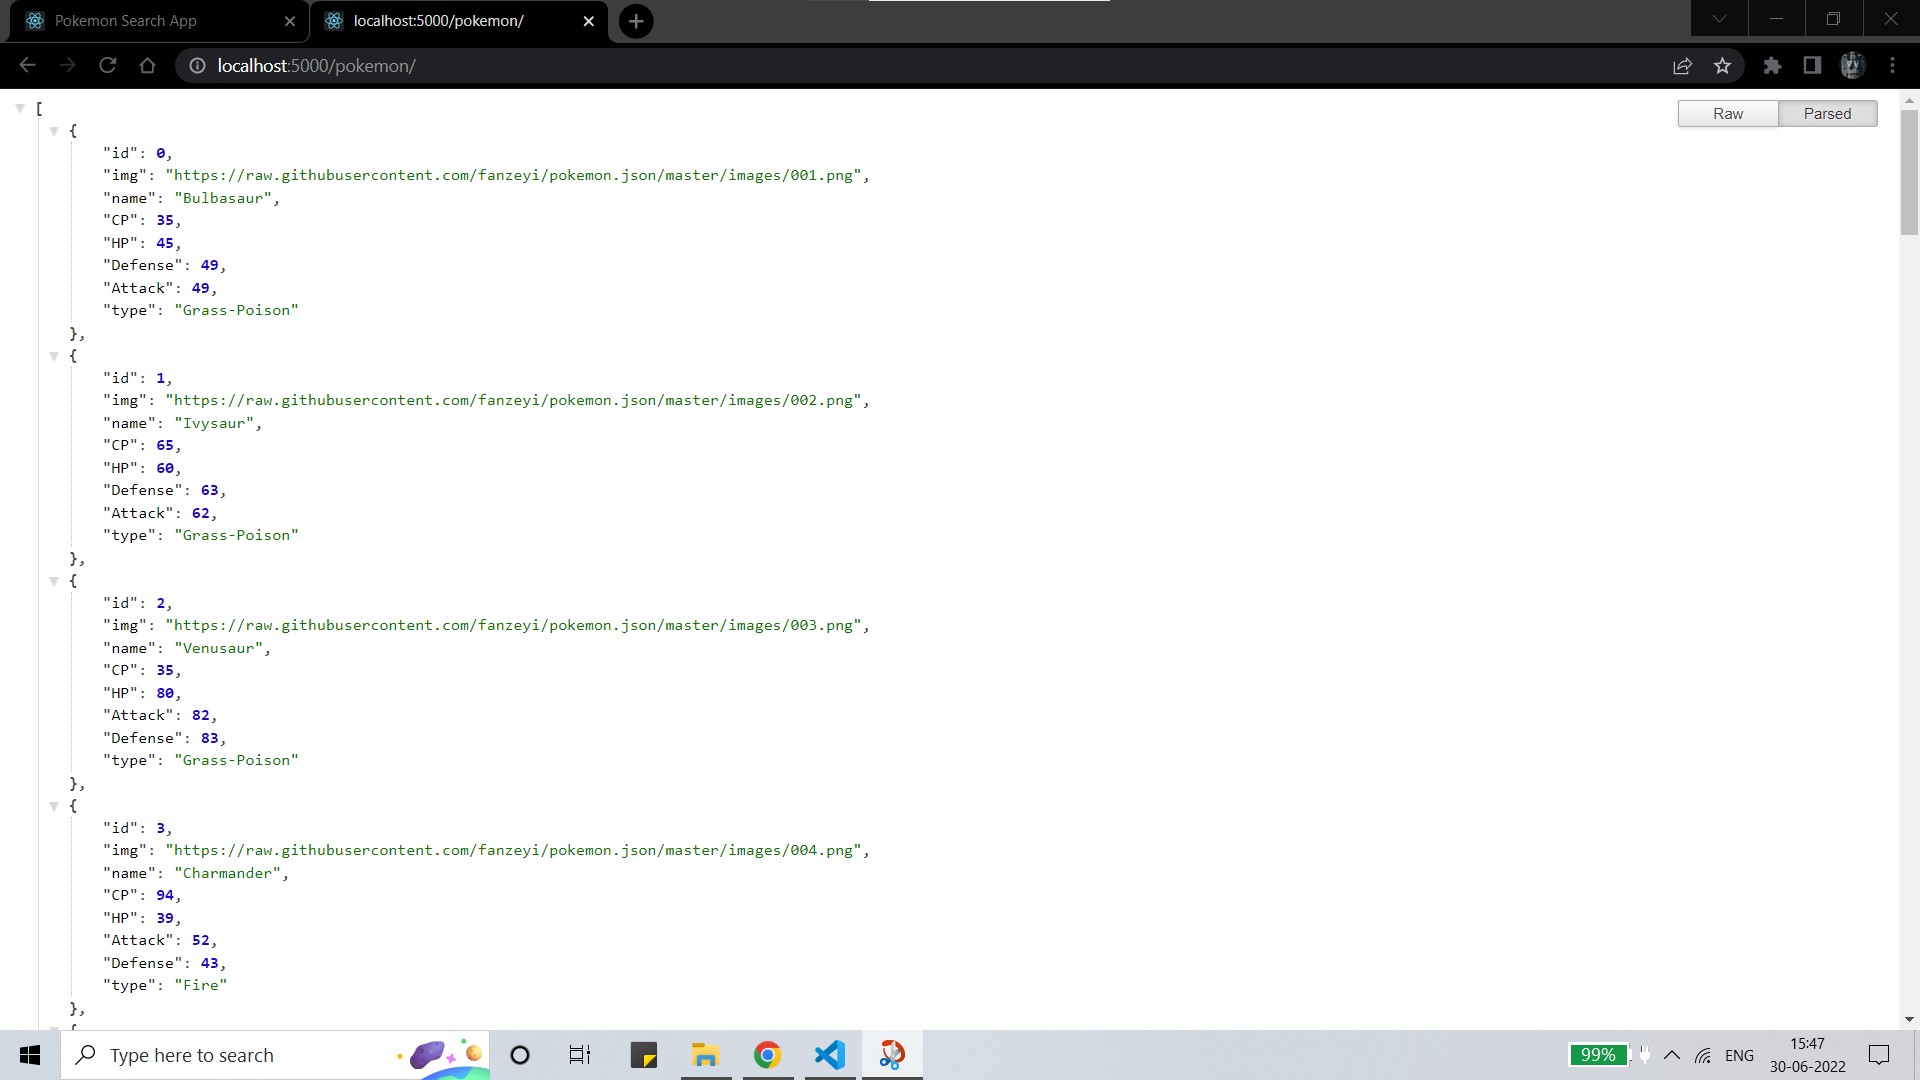 Pokemon Search App
localhost:5000/pokemon/
localhost:5000/pokemon/
Raw
Parsed
[
{
"id": 0,
"img": "https://raw.githubusercontent.com/fanzeyi/pokemon.json/master/images/001.png",
"name": "Bulbasaur",
"CP": 35,
"HP": 45,
"Defense": 49,
"Attack": 49,
"type": "Grass-Poison"
},
{
"id": 1,
"img": "https://raw.githubusercontent.com/fanzeyi/pokemon.json/master/images/002.png",
"name": "Ivysaur",
"CP": 65,
"HP": 60,
"Defense": 63,
"Attack": 62,
"type": "Grass-Poison"
},
{
"id": 2,
"img": "https://raw.githubusercontent.com/fanzeyi/pokemon.json/master/images/003.png",
"name": "Venusaur",
"CP": 35,
"HP": 80,
"Attack": 82,
"Defense": 83,
"type": "Grass-Poison"
},
{
"id": 3,
"img": "https://raw.githubusercontent.com/fanzeyi/pokemon.json/master/images/004.png",
"name": "Charmander",
"CP": 94,
"HP": 39,
"Attack": 52,
"Defense": 43,
"type": "Fire"
},
{
Type here to search
99%
ENG
15:47
30-06-2022